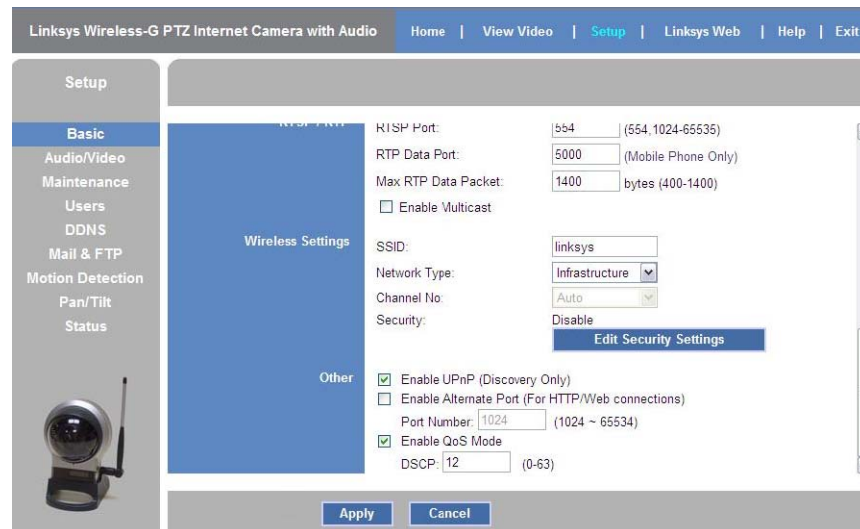 Linksys Wireless-G PTZ Internet Camera with Audio Home | View Video | Setup | Linksys Web | Help | Exit
Setup
Basic
Audio/Video
Maintenance
Users
DDNS
Mail & FTP
Motion Detection
Pan/Tilt
Status
RTSP Port: 554 (554,1024-65535)
RTP Data Port: 5000 (Mobile Phone Only)
Max RTP Data Packet: 1400 bytes (400-1400)
Enable Multicast
Wireless Settings
SSID: linksys
Network Type: Infrastructure
Channel No: Auto
Security: Disable
Edit Security Settings
Other
Enable UPnP (Discovery Only)
Enable Alternate Port (For HTTP/Web connections)
Port Number: 1024 (1024 ~ 65534)
Enable QoS Mode
DSCP: 12 (0-63)
Apply Cancel